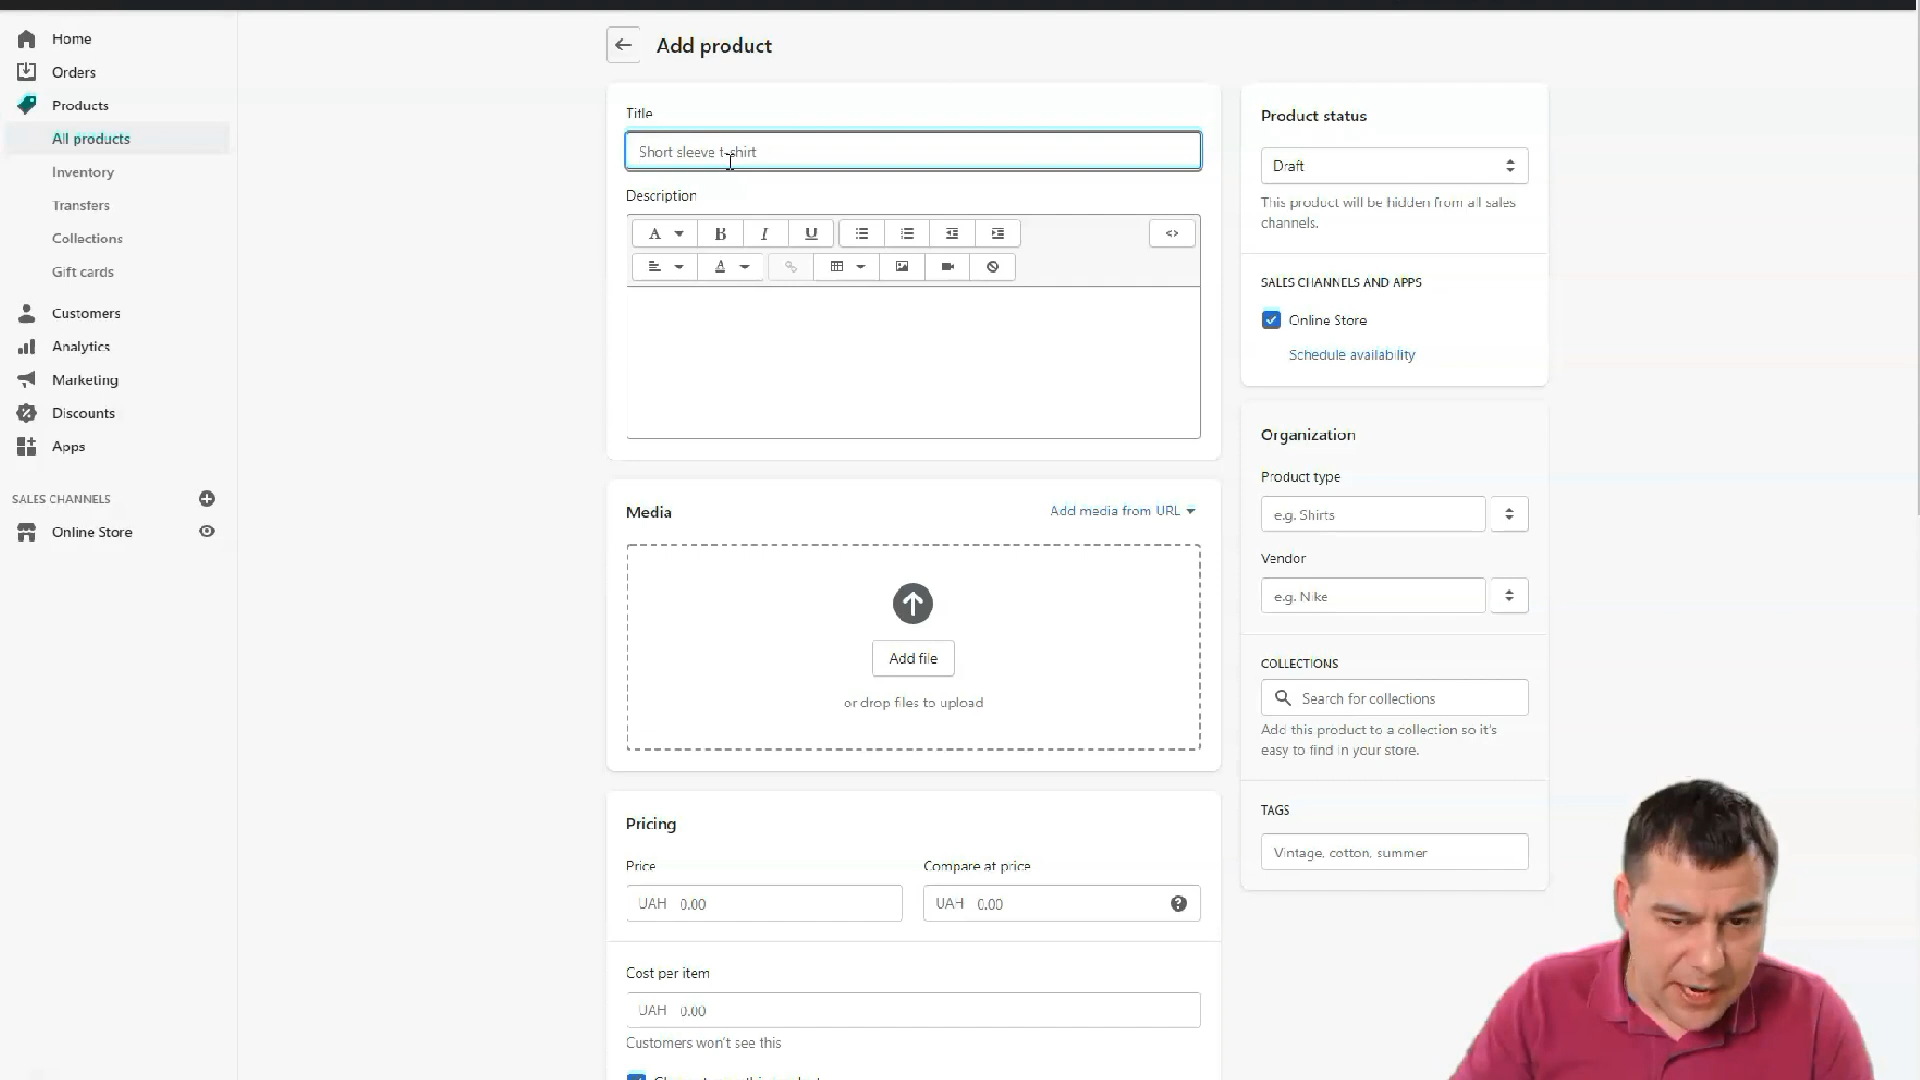 Home
Orders
Products
All products
Inventory
Transfers
Collections
Gift cards
Customers
Analytics
Marketing
Discounts
Apps
SALES CHANNELS
Online Store
Add product
Title
Short sleeve t-shirt
Description
A
B
I
U
<>
A
Media
Add media from URL
Add file
or drop files to upload
Pricing
Price
Compare at price
UAH 0.00
UAH 0.00
?
Cost per item
UAH 0.00
Customers won't see this
Product status
Draft
This product will be hidden from all sales
channels.
SALES CHANNELS AND APPS
Online Store
Schedule availability
Organization
Product type
e.g. Shirts
Vendor
e.g. Nike
COLLECTIONS
Search for collections
Add this product to a collection so it's
easy to find in your store.
TAGS
Vintage, cotton, summer